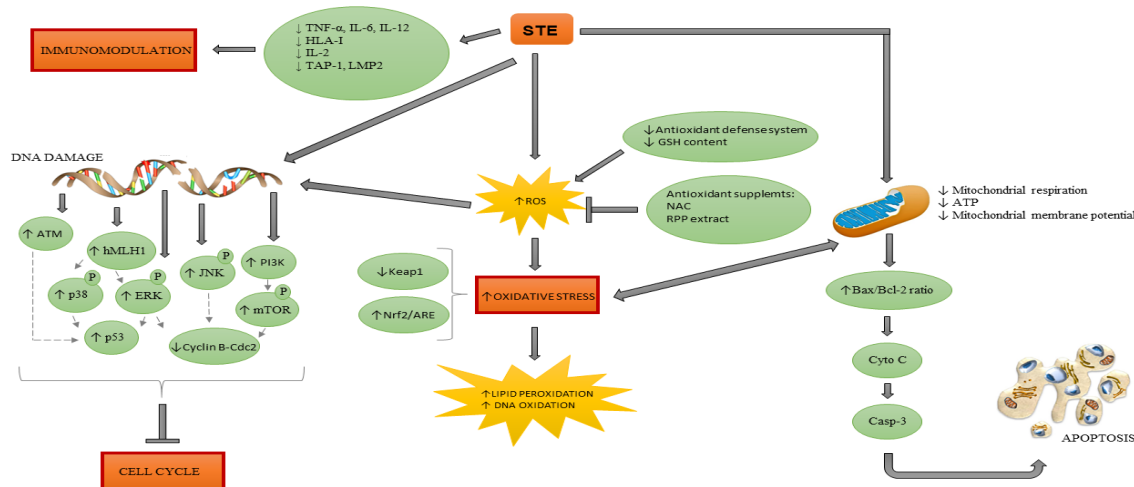 STE
↓ TNF-α, IL-6, IL-12
↓ HLA-I
↓ IL-2
↓ TAP-1, LMP2
IMMUNOMODULATION
↓Antioxidant defense system
↓ GSH content
DNA DAMAGE
↑ ROS
Antioxidant supplemts:
NAC
RPP extract
↓ Mitochondrial respiration
↓ ATP
↓ Mitochondrial membrane potential
↑ ATM
↑ hMLH1
P
↑ JNK
↑ PI3K
P
↑ p38
P
↑ ERK
P
↑ mTOR
↑ p53
↓Cyclin B-Cdc2
↓Keap1
↑Nrf2/ARE
↑OXIDATIVE STRESS
↑Bax/Bcl-2 ratio
↑LIPID PEROXIDATION
↑ DNA OXIDATION
Cyto C
Casp-3
APOPTOSIS
CELL CYCLE